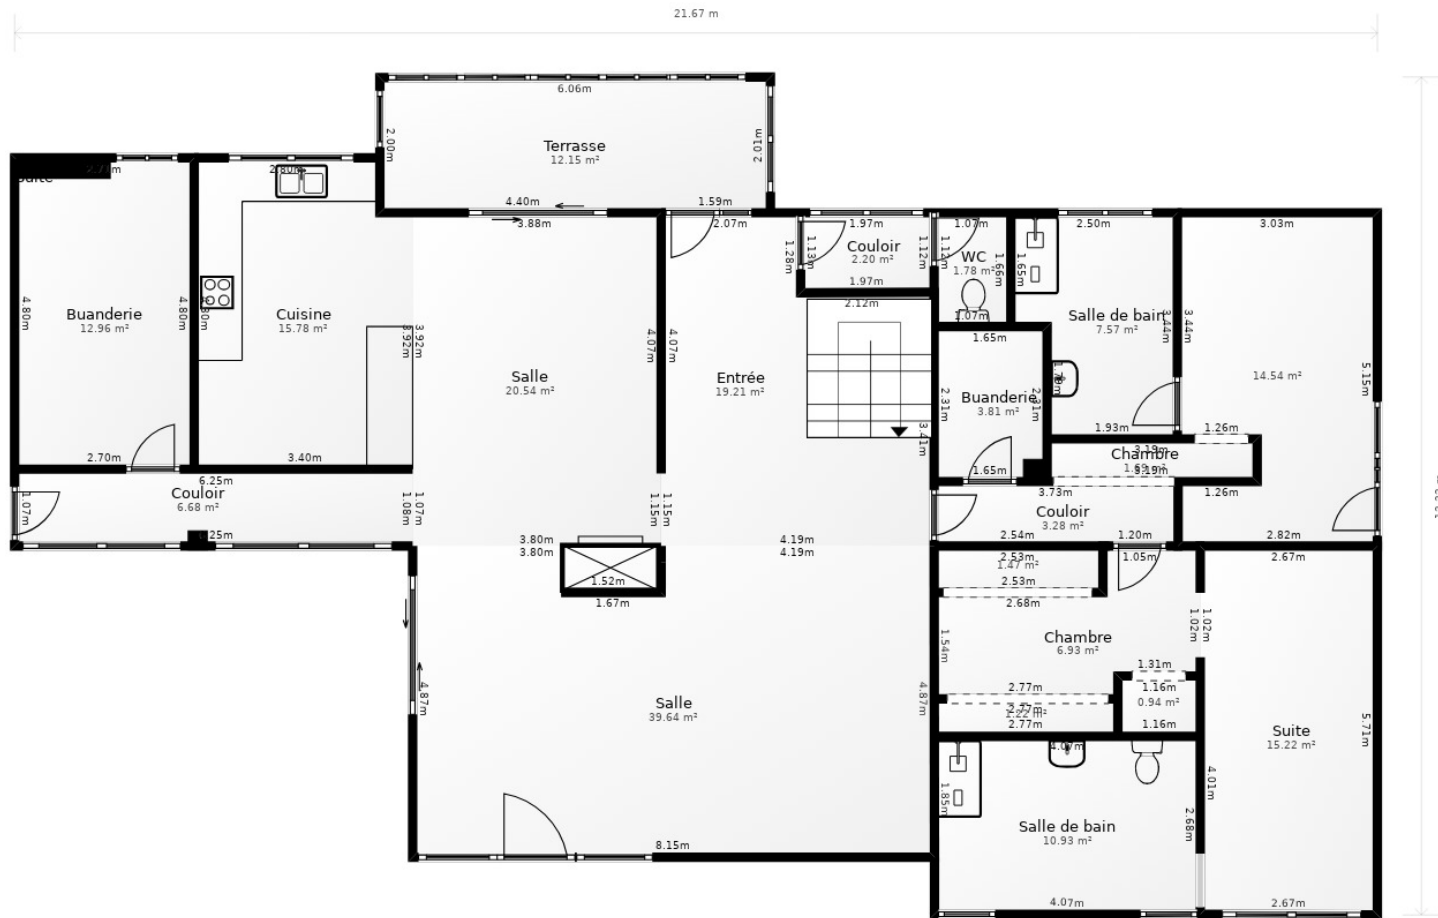 21.67 m
6.06m
2.00m
Terrasse
12.15 m²
2.01m
4.40m
1.59m
3.88m
2.07m
2.80m
Buanderie
12.96 m²
4.80m
4.80m
2.70m
Cuisine
15.78 m²
3.92m
3.92m
3.40m
Salle
20.54 m²
4.07m
4.07m
Entrée
19.21 m²
1.28m
1.13m
1.97m
Couloir
2.20 m²
1.97m
1.12m
1.12m
2.12m
3.41m
1.07m
WC
1.78 m²
1.66m
1.07m
1.65m
2.50m
Salle de bain
7.57 m²
3.44m
3.44m
1.93m
3.03m
14.54 m²
5.15m
1.65m
Buanderie
3.81 m²
2.31m
2.31m
1.65m
1.26m
Chambre
3.19m
1.26m
6.25m
Couloir
6.68 m²
1.07m
1.08m
1.07m
1.15m
1.15m
3.73m
Couloir
3.28 m²
2.54m
1.20m
2.82m
3.80m
3.80m
4.19m
4.19m
1.52m
1.67m
2.53m
1.47 m²
2.53m
2.68m
1.05m
2.67m
Chambre
6.93 m²
1.54m
1.02m
1.02m
1.31m
1.16m
0.94 m²
1.16m
2.77m
2.77m
4.87m
Salle
39.64 m²
4.87m
8.15m
Suite
15.22 m²
5.71m
4.01m
4.07m
1.85m
Salle de bain
10.93 m²
2.68m
4.07m
2.67m